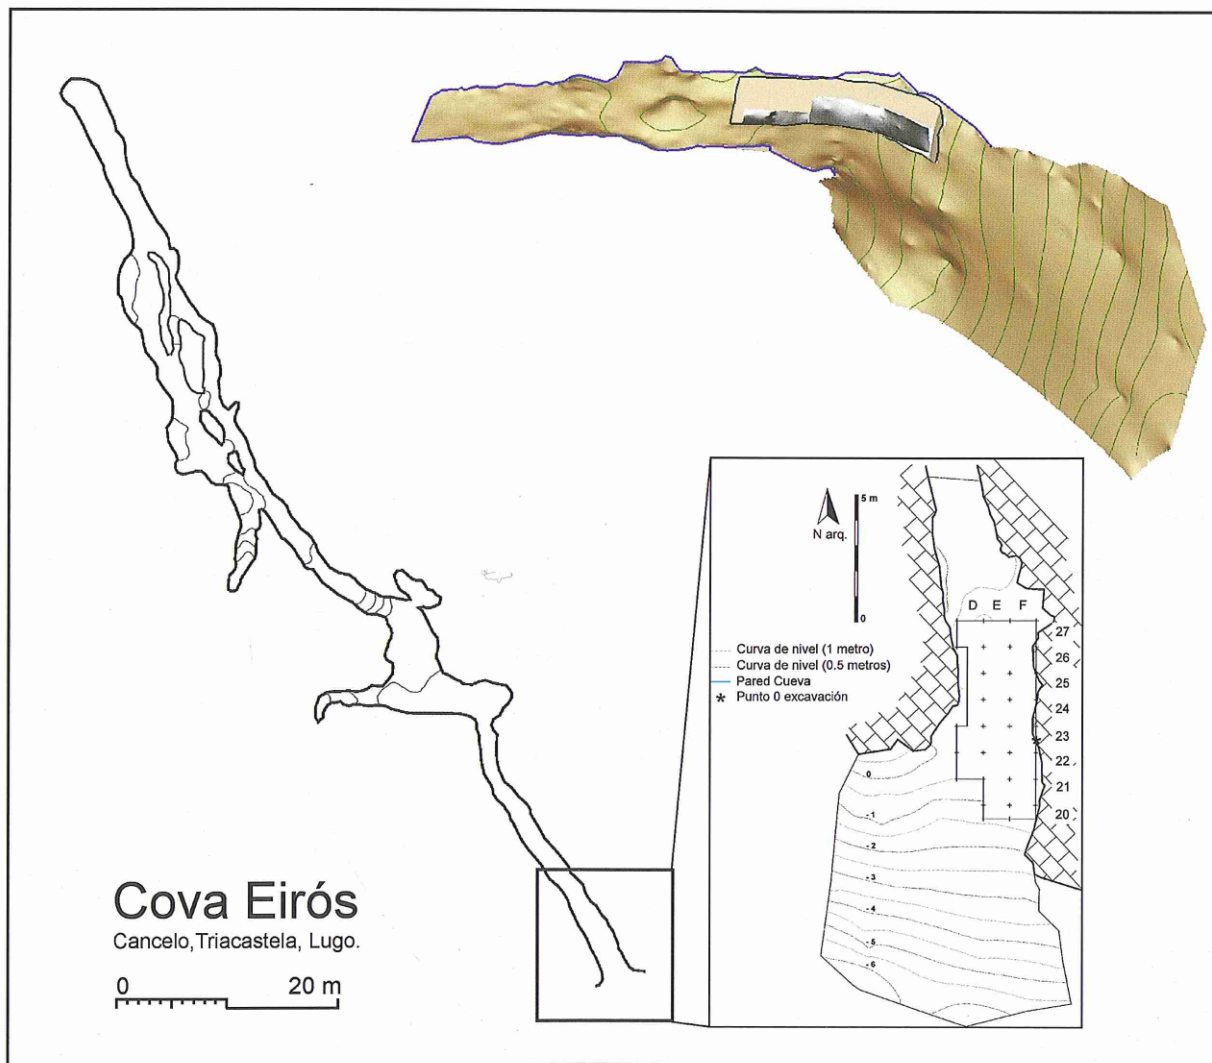 Cova Eirós
Cancelo,Triacastela, Lugo.
0 20 m
N arq.
5 m
0
Curva de nivel (1 metro)
Curva de nivel (0.5 metros)
Pared Cueva
* Punto 0 excavación
D E F
27
26
25
24
23
22
21
20
0
-1
-2
-3
-4
-5
-6